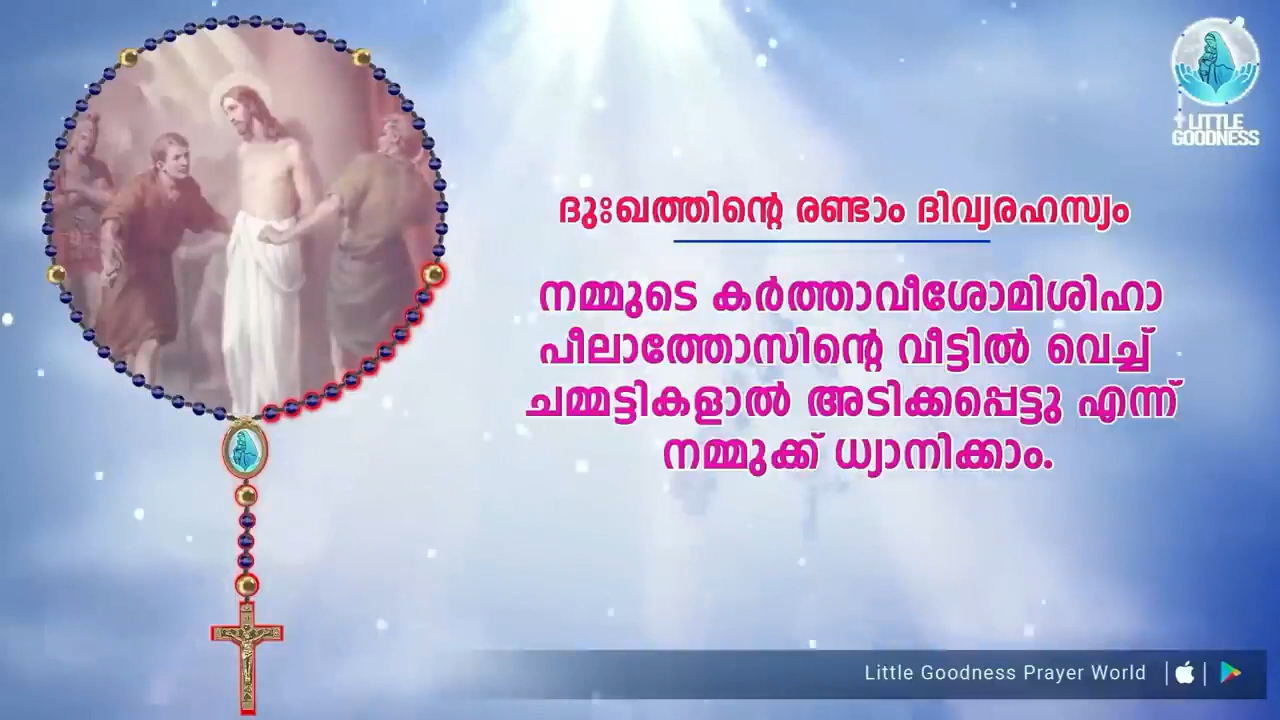 LITTLE
GOODNESS
ദുഃഖത്തിന്റെ രണ്ടാം ദിവ്യരഹസ്യം
നമ്മുടെ കർത്താവീശോമിശിഹാ
പീലാത്തോസിന്റെ വീട്ടിൽ വെച്ച്
ചമ്മട്ടികളാൽ അടിക്കപ്പെട്ടു എന്ന്
നമ്മുക്ക് ധ്യാനിക്കാം.
Little Goodness Prayer World